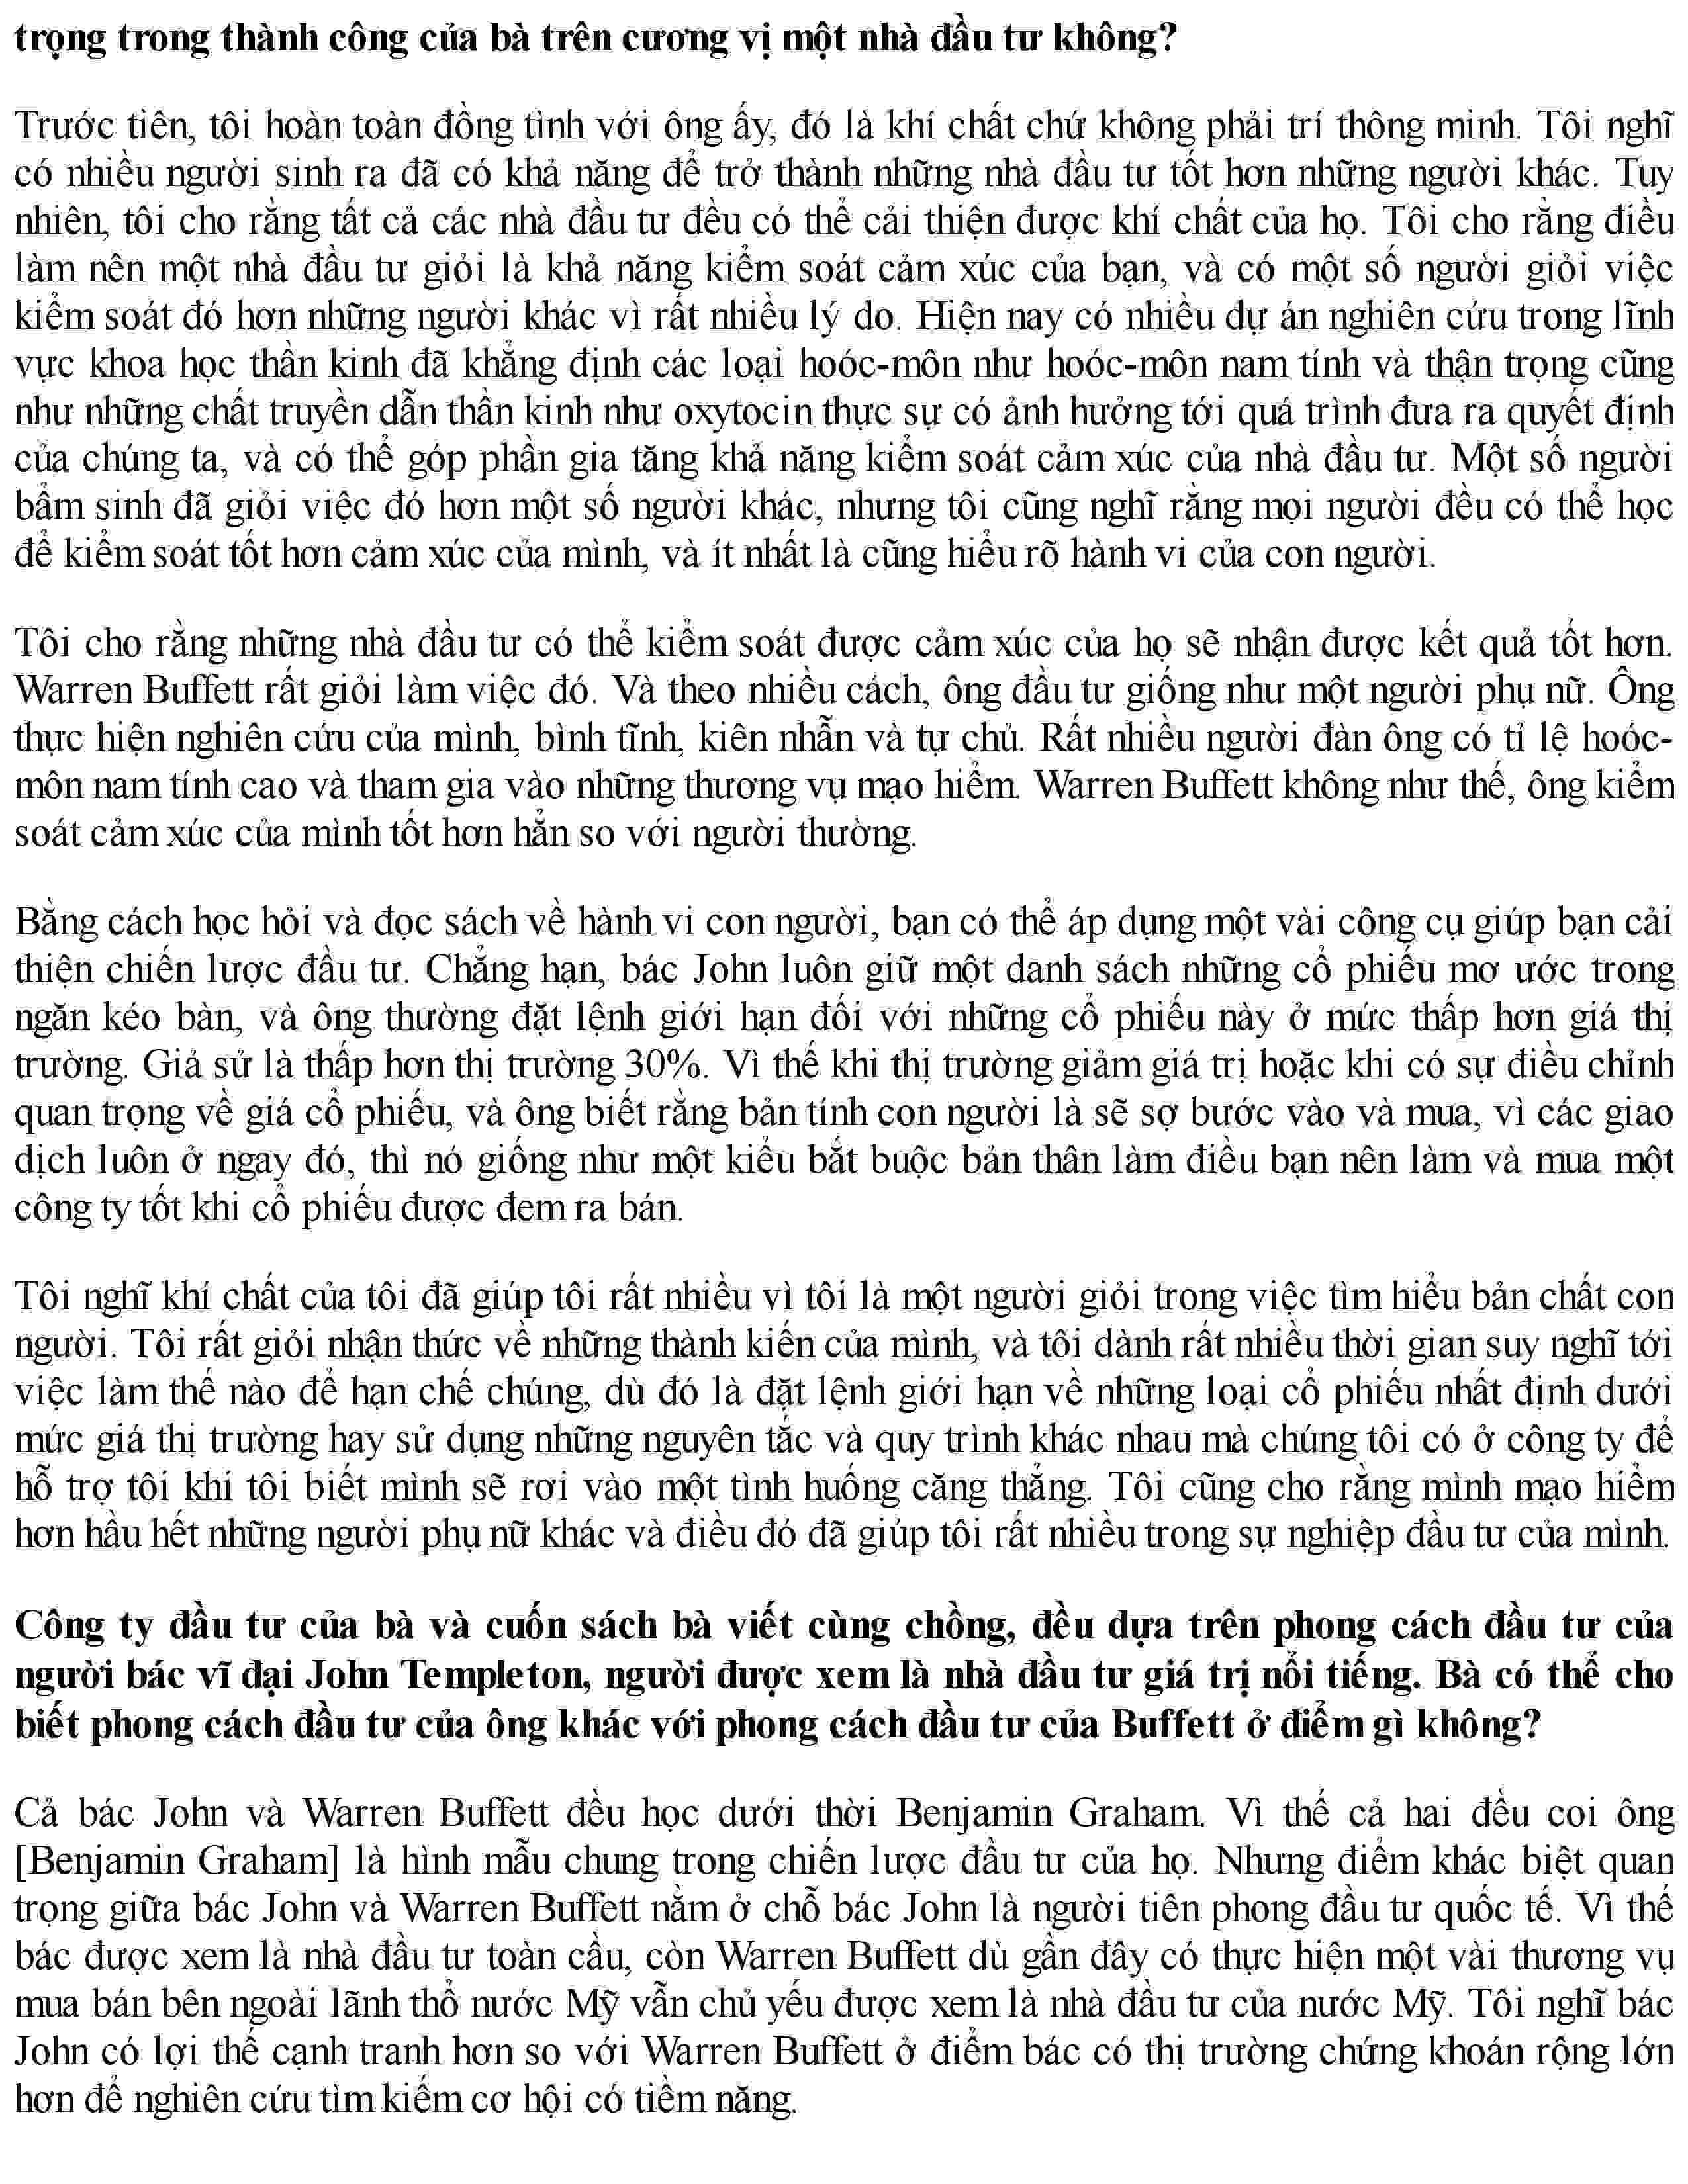 trọng trong thành công của bà trên cương vị một nhà đầu tư không?
Trước tiên, tôi hoàn toàn đồng tình với ông ấy, đó là khí chất chứ không phải trí thông minh. Tôi nghĩ
có nhiều người sinh ra đã có khả năng để trở thành những nhà đầu tư tốt hơn những người khác. Tuy
nhiên, tôi cho rằng tất cả các nhà đầu tư đều có thể cải thiện được khí chất của họ. Tôi cho rằng điều
làm nên một nhà đầu tư giỏi là khả năng kiểm soát cảm xúc của bạn, và có một số người giỏi việc
kiểm soát đó hơn những người khác vì rất nhiều lý do. Hiện nay có nhiều dự án nghiên cứu trong lĩnh
vực khoa học thần kinh đã khẳng định các loại hoóc-môn như hoóc-môn nam tính và thận trọng cũng
như những chất truyền dẫn thần kinh như oxytocin thực sự có ảnh hưởng tới quá trình đưa ra quyết định
của chúng ta, và có thể góp phần gia tăng khả năng kiểm soát cảm xúc của nhà đầu tư. Một số người
bẩm sinh đã giỏi việc đó hơn một số người khác, nhưng tôi cũng nghĩ rằng mọi người đều có thể học
để kiểm soát tốt hơn cảm xúc của mình, và ít nhất là cũng hiểu rõ hành vi của con người.
Tôi cho rằng những nhà đầu tư có thể kiểm soát được cảm xúc của họ sẽ nhận được kết quả tốt hơn.
Warren Buffett rất giỏi làm việc đó. Và theo nhiều cách, ông đầu tư giống như một người phụ nữ. Ông
thực hiện nghiên cứu của mình, bình tĩnh, kiên nhẫn và tự chủ. Rất nhiều người đàn ông có tỉ lệ hoóc-
môn nam tính cao và tham gia vào những thương vụ mạo hiểm. Warren Buffett không như thế, ông kiểm
soát cảm xúc của mình tốt hơn hẳn so với người thường.
Bằng cách học hỏi và đọc sách về hành vi con người, bạn có thể áp dụng một vài công cụ giúp bạn cải
thiện chiến lược đầu tư. Chẳng hạn, bác John luôn giữ một danh sách những cổ phiếu mơ ước trong
ngăn kéo bàn, và ông thường đặt lệnh giới hạn đối với những cổ phiếu này ở mức thấp hơn giá thị
trường. Giả sử là thấp hơn thị trường 30%. Vì thế khi thị trường giảm giá trị hoặc khi có sự điều chỉnh
quan trọng về giá cổ phiếu, và ông biết rằng bản tính con người là sẽ sợ bước vào và mua, vì các giao
dịch luôn ở ngay đó, thì nó giống như một kiểu bắt buộc bản thân làm điều bạn nên làm và mua một
công ty tốt khi cổ phiếu được đem ra bán.
Tôi nghĩ khí chất của tôi đã giúp tôi rất nhiều vì tôi là một người giỏi trong việc tìm hiểu bản chất con
người. Tôi rất giỏi nhận thức về những thành kiến của mình, và tôi dành rất nhiều thời gian suy nghĩ tới
việc làm thế nào để hạn chế chúng, dù đó là đặt lệnh giới hạn về những loại cổ phiếu nhất định dưới
mức giá thị trường hay sử dụng những nguyên tắc và quy trình khác nhau mà chúng tôi có ở công ty để
hỗ trợ tôi khi tôi biết mình sẽ rơi vào một tình huống căng thẳng. Tôi cũng cho rằng mình mạo hiểm
hơn hầu hết những người phụ nữ khác và điều đó đã giúp tôi rất nhiều trong sự nghiệp đầu tư của mình.
Công ty đầu tư của bà và cuốn sách bà viết cùng chồng, đều dựa trên phong cách đầu tư của
người bác vĩ đại John Templeton, người được xem là nhà đầu tư giá trị nổi tiếng. Bà có thể cho
biết phong cách đầu tư của ông khác với phong cách đầu tư của Buffett ở điểm gì không?
Cả bác John và Warren Buffett đều học dưới thời Benjamin Graham. Vì thế cả hai đều coi ông
[Benjamin Graham] là hình mẫu chung trong chiến lược đầu tư của họ. Nhưng điểm khác biệt quan
trọng giữa bác John và Warren Buffett nằm ở chỗ bác John là người tiên phong đầu tư quốc tế. Vì thế
bác được xem là nhà đầu tư toàn cầu, còn Warren Buffett dù gần đây có thực hiện một vài thương vụ
mua bán bên ngoài lãnh thổ nước Mỹ vẫn chủ yếu được xem là nhà đầu tư của nước Mỹ. Tôi nghĩ bác
John có lợi thế cạnh tranh hơn so với Warren Buffett ở điểm bác có thị trường chứng khoán rộng lớn
hơn để nghiên cứu tìm kiếm cơ hội có tiềm năng.